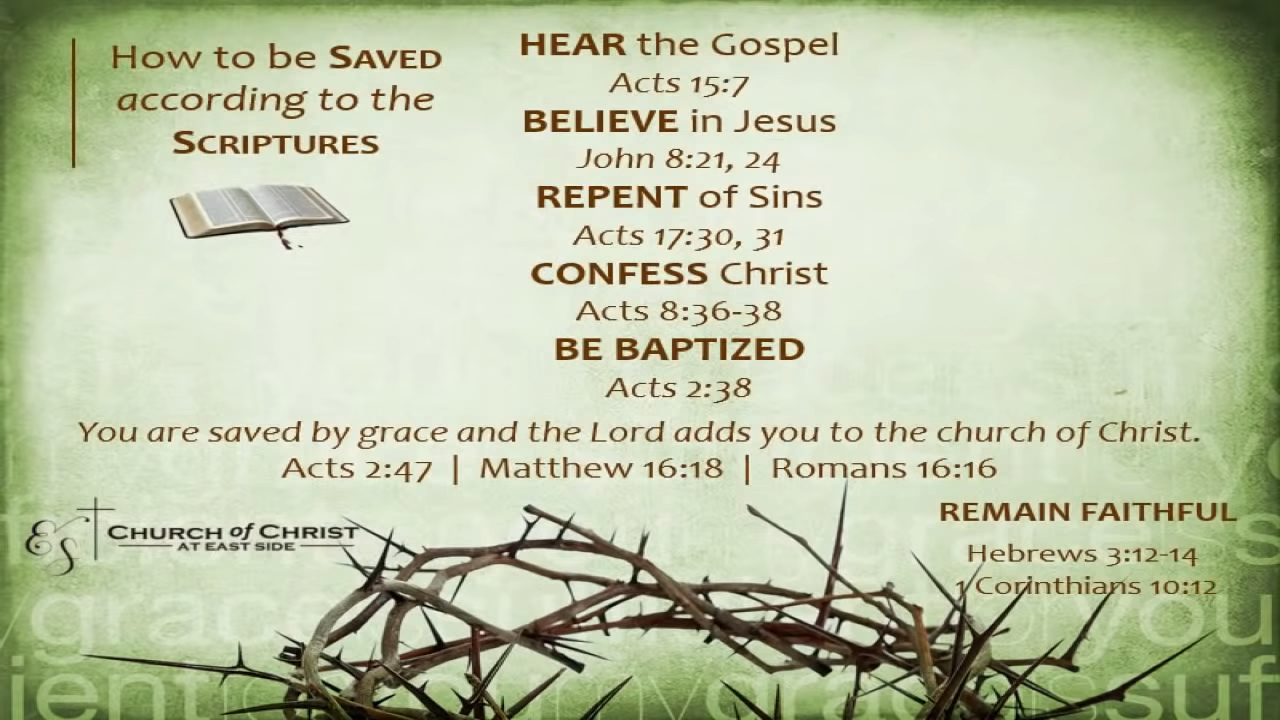 How to be SAVED
according to the
SCRIPTURES
HEAR the Gospel
Acts 15:7
BELIEVE in Jesus
John 8:21, 24
REPENT of Sins
Acts 17:30, 31
CONFESS Christ
Acts 8:36-38
BE BAPTIZED
Acts 2:38
You are saved by grace and the Lord adds you to the church of Christ.
Acts 2:47 | Matthew 16:18 | Romans 16:16
ES CHURCH of CHRIST
AT EAST SIDE
REMAIN FAITHFUL
Hebrews 3:12-14
1 Corinthians 10:12